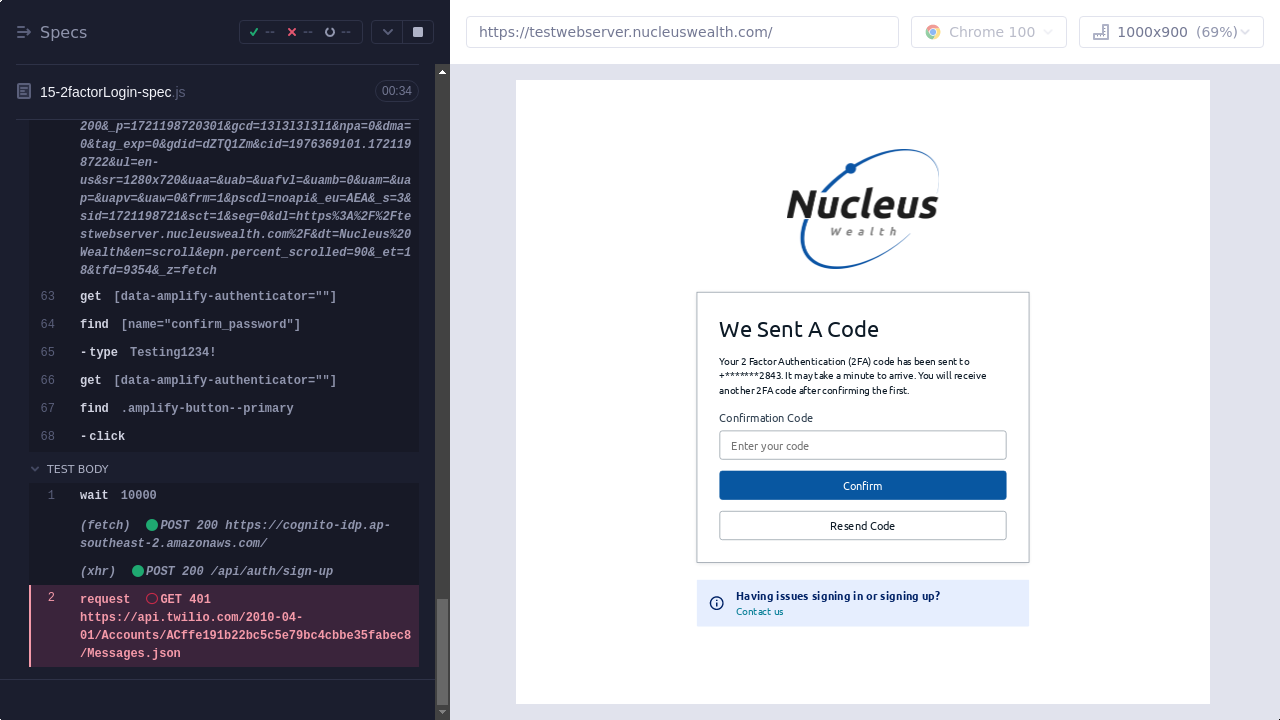 Specs
--
--
--
https://testwebserver.nucleuswealth.com/
Chrome 100
1000x900 (69%)
15-2factorLogin-spec.js
00:34
200&_p=1721198720301&gcd=13l3l3l3l1&npa=0&dma=
0&tag_exp=0&gdid=dZTQ1Zm&cid=1976369101.172119
8722&ul=en-
us&sr=1280x720&uaa=&uab=&uafvl=&uamb=0&uam=&ua
p=&uapv=&uaw=0&frm=1&pscdl=noapi&_eu=AEA&_s=3&
sid=1721198721&sct=1&seg=0&dl=https%3A%2F%2Fte
stwebserver.nucleuswealth.com%2F&dt=Nucleus%20
Wealth&en=scroll&epn.percent_scrolled=90&_et=1
8&tfd=9354&_z=fetch
63 get [data-amplify-authenticator=""]
64 find [name="confirm_password"]
65 -type Testing1234!
66 get [data-amplify-authenticator=""]
67 find .amplify-button--primary
68 -click
TEST BODY
1 wait 10000
(fetch) POST 200 https://cognito-idp.ap-
southeast-2.amazonaws.com/
(xhr) POST 200 /api/auth/sign-up
2 request GET 401
https://api.twilio.com/2010-04-
01/Accounts/ACffe191b22bc5c5e79bc4cbbe35fabec8
/Messages.json
Nucleus
Wealth
We Sent A Code
Your 2 Factor Authentication (2FA) code has been sent to
+*******2843. It may take a minute to arrive. You will receive
another 2FA code after confirming the first.
Confirmation Code
Enter your code
Confirm
Resend Code
Having issues signing in or signing up?
Contact us